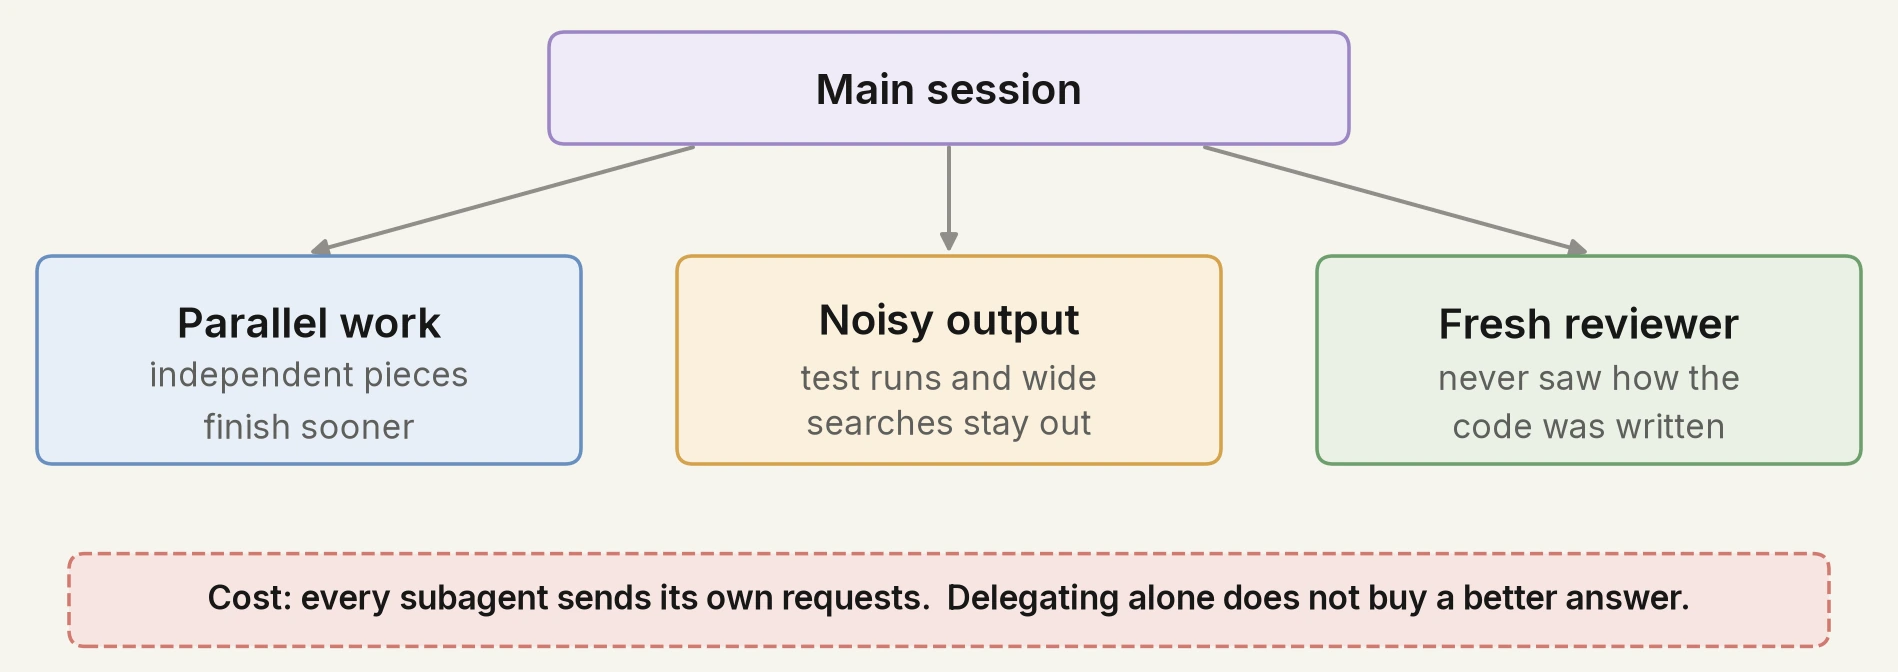 Main session
Parallel work
independent pieces
finish sooner
Noisy output
test runs and wide
searches stay out
Fresh reviewer
never saw how the
code was written
Cost: every subagent sends its own requests.  Delegating alone does not buy a better answer.